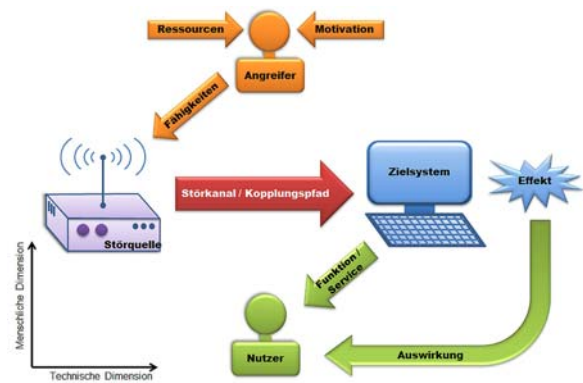 Ressourcen
Motivation
Angreifer
Fähigkeiten
Störkanal / Kopplungspfad
Zielsystem
Effekt
Störquelle
Funktion /
Service
Nutzer
Auswirkung
Menschliche Dimension
Technische Dimension